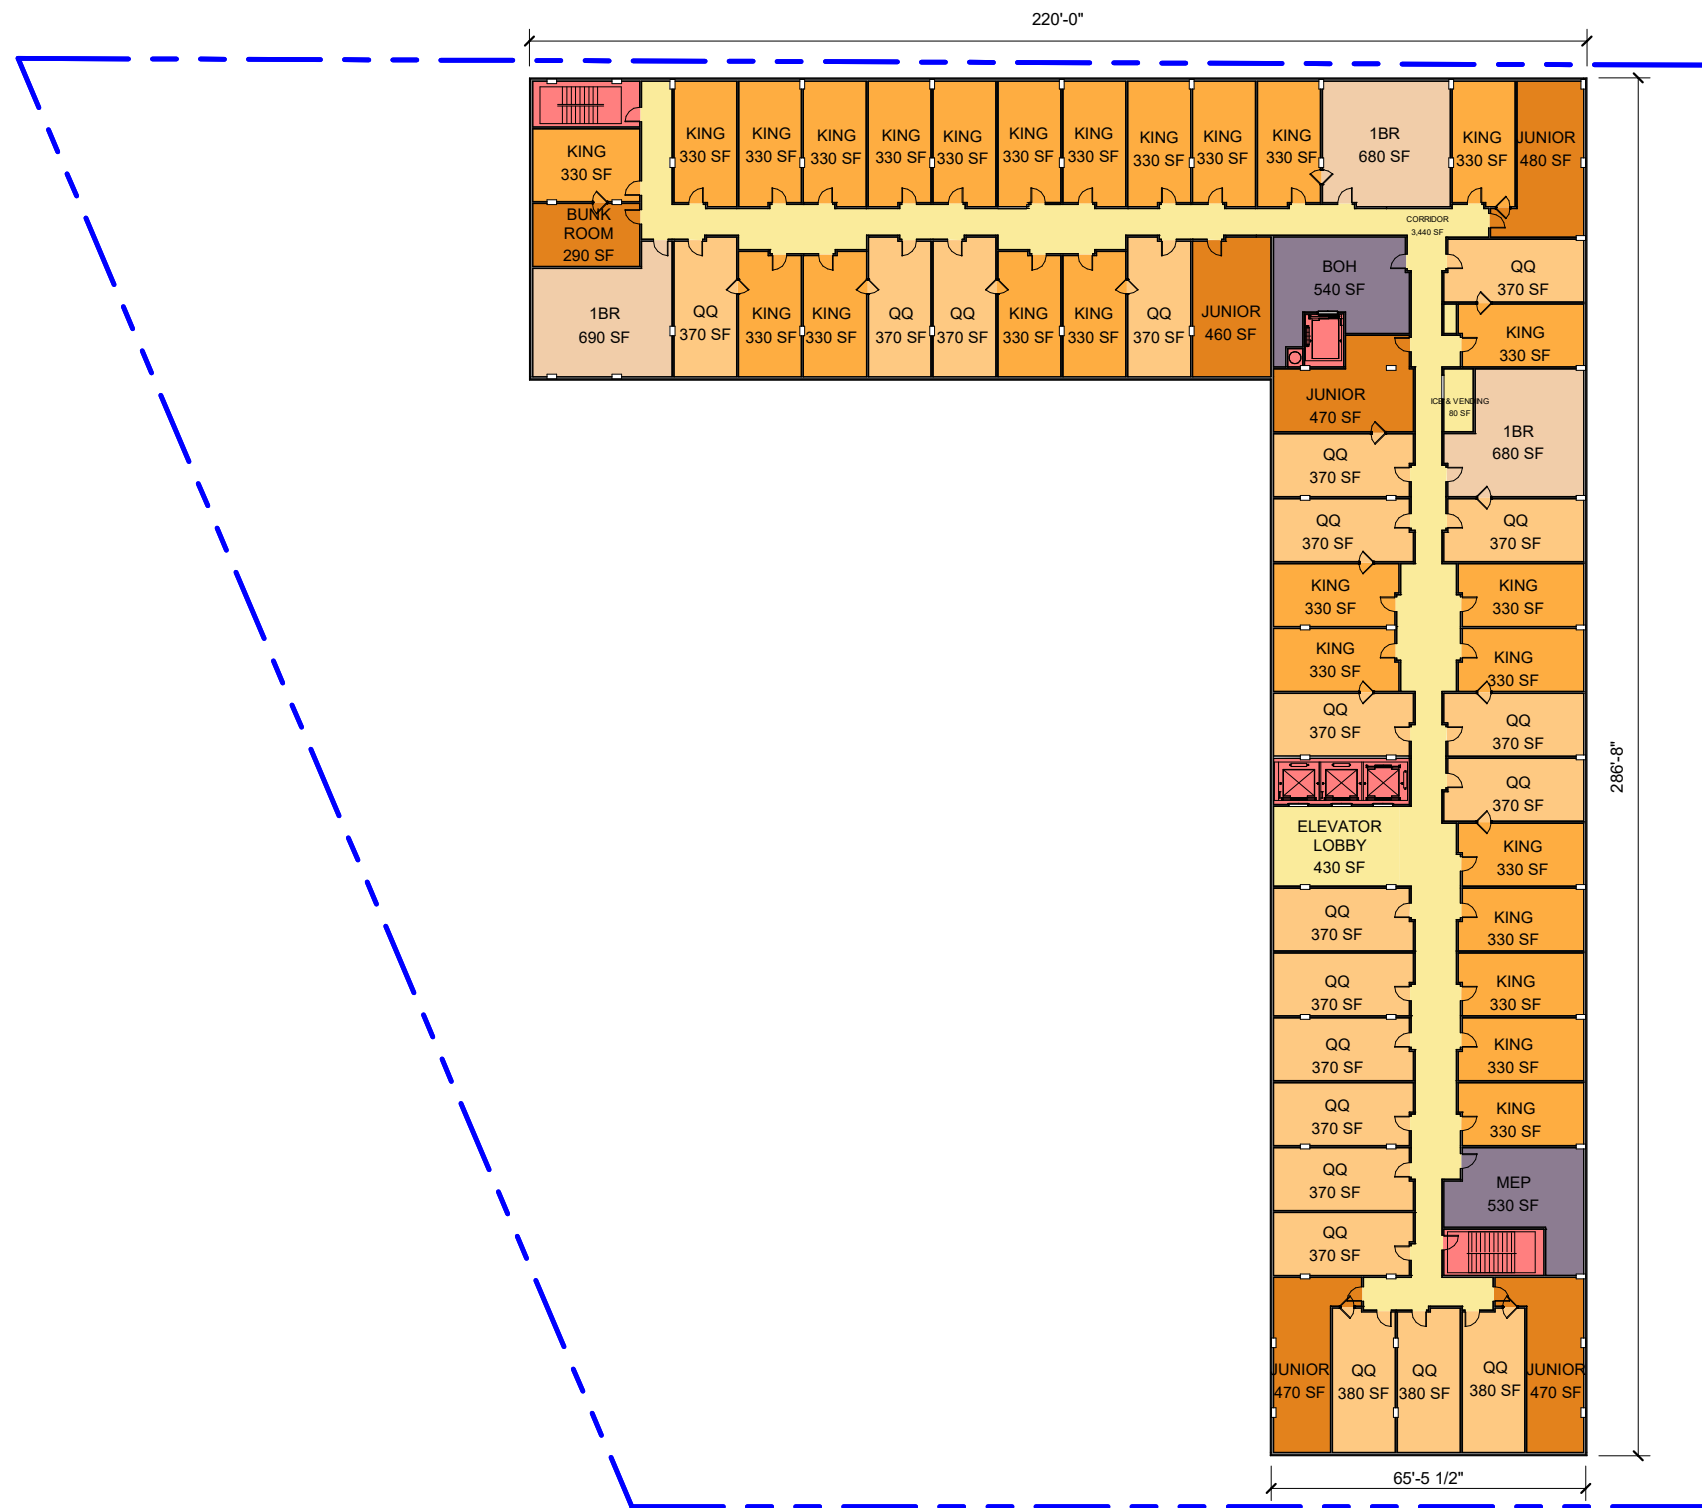 220'-0"
KING
330 SF
KING
330 SF
KING
330 SF
KING
330 SF
KING
330 SF
KING
330 SF
KING
330 SF
KING
330 SF
KING
330 SF
KING
330 SF
1BR
680 SF
KING
330 SF
JUNIOR
480 SF
KING
330 SF
BUNK
ROOM
290 SF
CORRIDOR
3,440 SF
1BR
690 SF
QQ
370 SF
KING
330 SF
KING
330 SF
QQ
370 SF
QQ
370 SF
KING
330 SF
KING
330 SF
QQ
370 SF
JUNIOR
460 SF
BOH
540 SF
QQ
370 SF
KING
330 SF
JUNIOR
470 SF
ICE & VENDING
80 SF
1BR
680 SF
QQ
370 SF
QQ
370 SF
QQ
370 SF
KING
330 SF
KING
330 SF
KING
330 SF
KING
330 SF
QQ
370 SF
QQ
370 SF
286'-8"
QQ
370 SF
ELEVATOR
LOBBY
430 SF
KING
330 SF
QQ
370 SF
KING
330 SF
QQ
370 SF
KING
330 SF
QQ
370 SF
KING
330 SF
QQ
370 SF
KING
330 SF
QQ
370 SF
MEP
530 SF
QQ
370 SF
JUNIOR
470 SF
QQ
380 SF
QQ
380 SF
QQ
380 SF
JUNIOR
470 SF
65'-5 1/2"